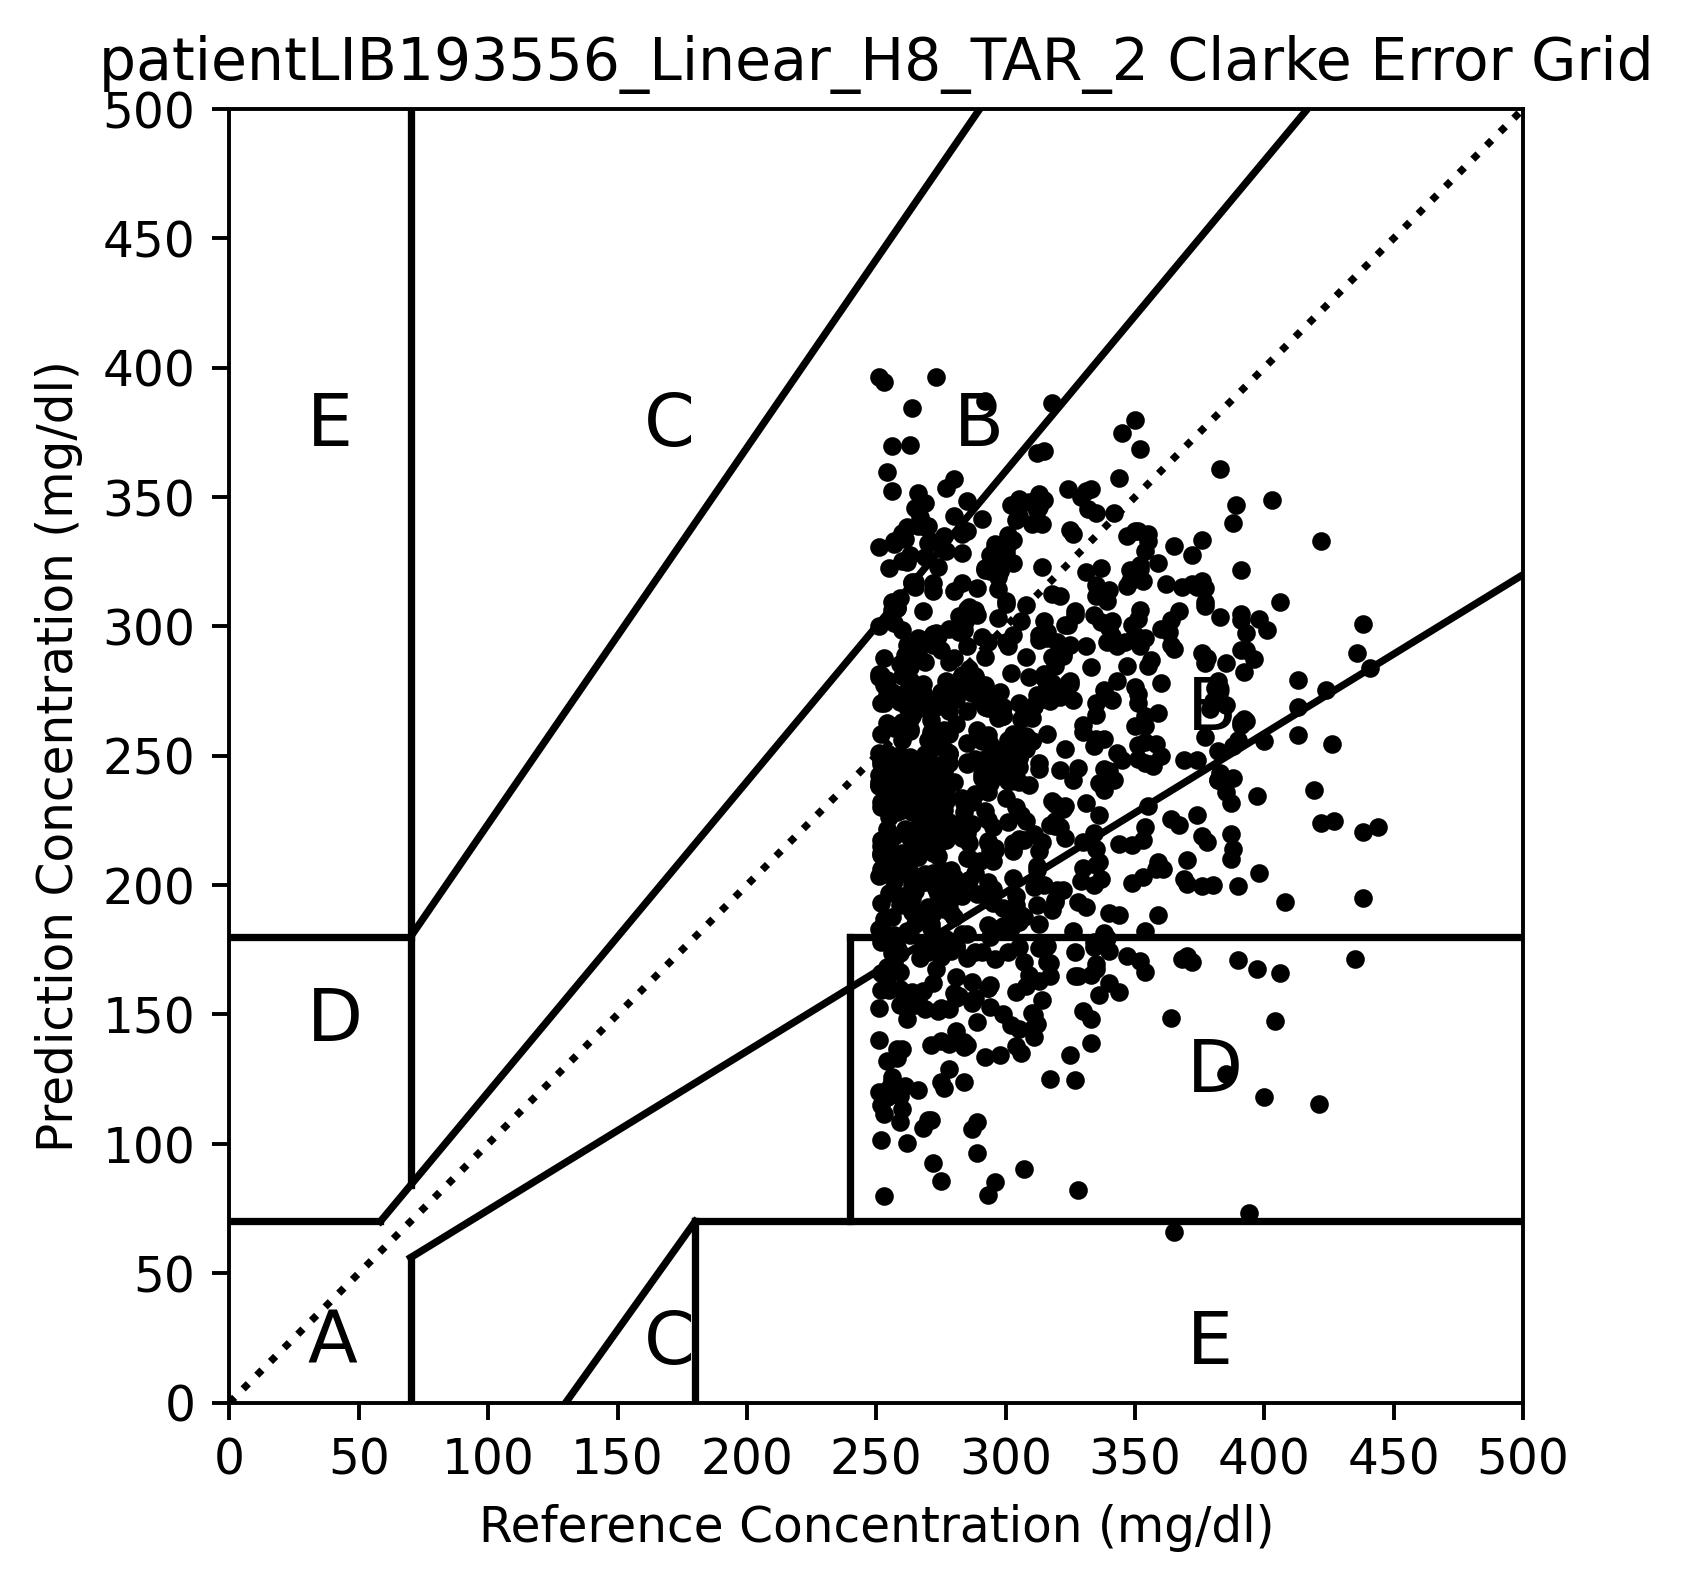 patientLIB193556_Linear_H8_TAR_2 Clarke Error Grid
500
450
400
350
300
250
200
150
100
50
0
Prediction Concentration (mg/dl)
E
C
B
B
D
D
A
C
E
0 50 100 150 200 250 300 350 400 450 500
Reference Concentration (mg/dl)